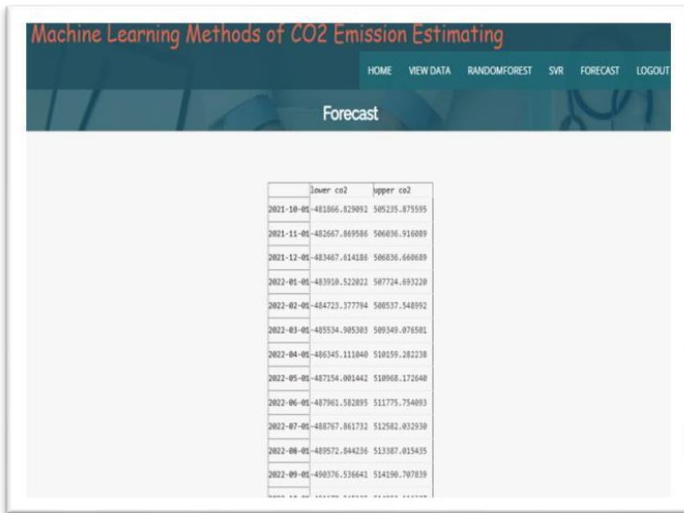 Machine Learning Methods of CO2 Emission Estimating
HOME VIEW DATA RANDOMFOREST SVR FORECAST LOGOUT
Forecast
lower co2 upper co2
2021-10-01 -481866.829092 505235.875595
2021-11-01 -482667.869586 506036.916089
2021-12-01 -483467.614186 506836.660689
2022-01-01 -483910.522022 507724.693220
2022-02-01 -484723.377794 508537.548992
2022-03-01 -485534.905303 509349.076501
2022-04-01 -486345.111040 510159.282238
2022-05-01 -487154.001442 510968.172640
2022-06-01 -487961.582895 511775.754093
2022-07-01 -488767.861732 512582.032930
2022-08-01 -489572.844236 513387.015435
2022-09-01 -490376.536641 514190.707839